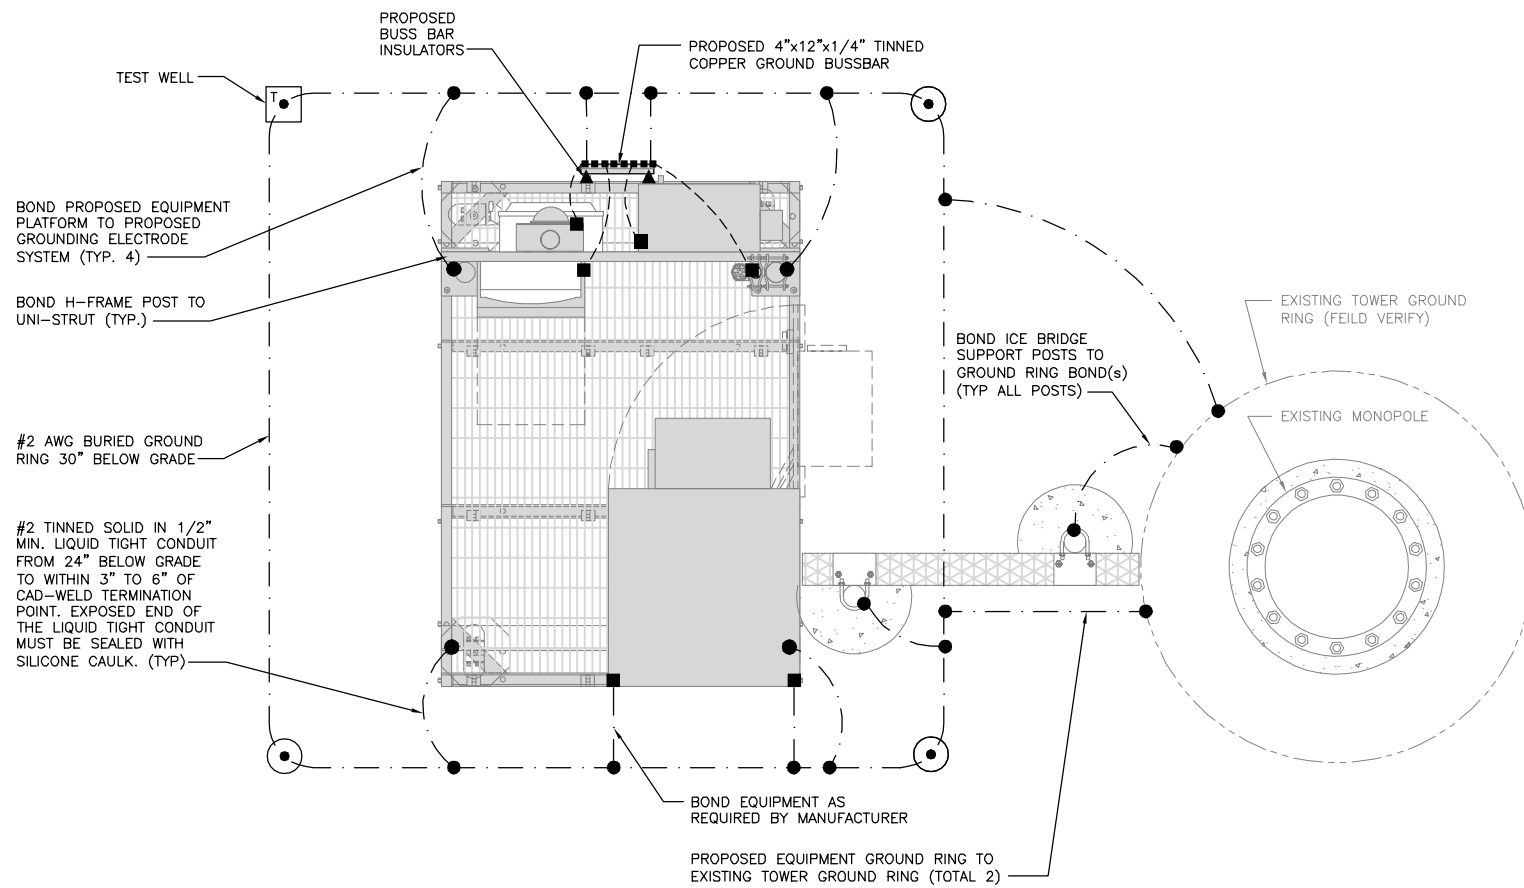 PROPOSED
BUSS BAR
INSULATORS
PROPOSED 4"x12"x1/4" TINNED
COPPER GROUND BUSSBAR
TEST WELL
T
BOND PROPOSED EQUIPMENT
PLATFORM TO PROPOSED
GROUNDING ELECTRODE
SYSTEM (TYP. 4)
BOND H-FRAME POST TO
UNI-STRUT (TYP.)
EXISTING TOWER GROUND
RING (FEILD VERIFY)
BOND ICE BRIDGE
SUPPORT POSTS TO
GROUND RING BOND(s)
(TYP ALL POSTS)
EXISTING MONOPOLE
#2 AWG BURIED GROUND
RING 30" BELOW GRADE
#2 TINNED SOLID IN 1/2"
MIN. LIQUID TIGHT CONDUIT
FROM 24" BELOW GRADE
TO WITHIN 3" TO 6" OF
CAD-WELD TERMINATION
POINT. EXPOSED END OF
THE LIQUID TIGHT CONDUIT
MUST BE SEALED WITH
SILICONE CAULK. (TYP)
BOND EQUIPMENT AS
REQUIRED BY MANUFACTURER
PROPOSED EQUIPMENT GROUND RING TO
EXISTING TOWER GROUND RING (TOTAL 2)